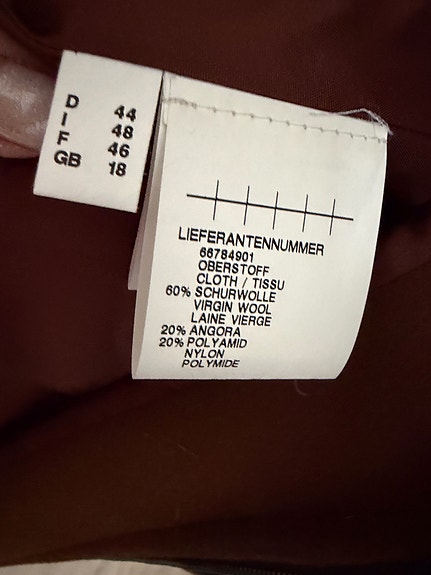 D 44
I 48
F 46
GB 18
LIEFERANTENNUMMER
66784901
OBERSTOFF
CLOTH / TISSU
60% SCHURWOLLE
VIRGIN WOOL
LAINE VIERGE
20% ANGORA
20% POLYAMID
NYLON
POLYMIDE